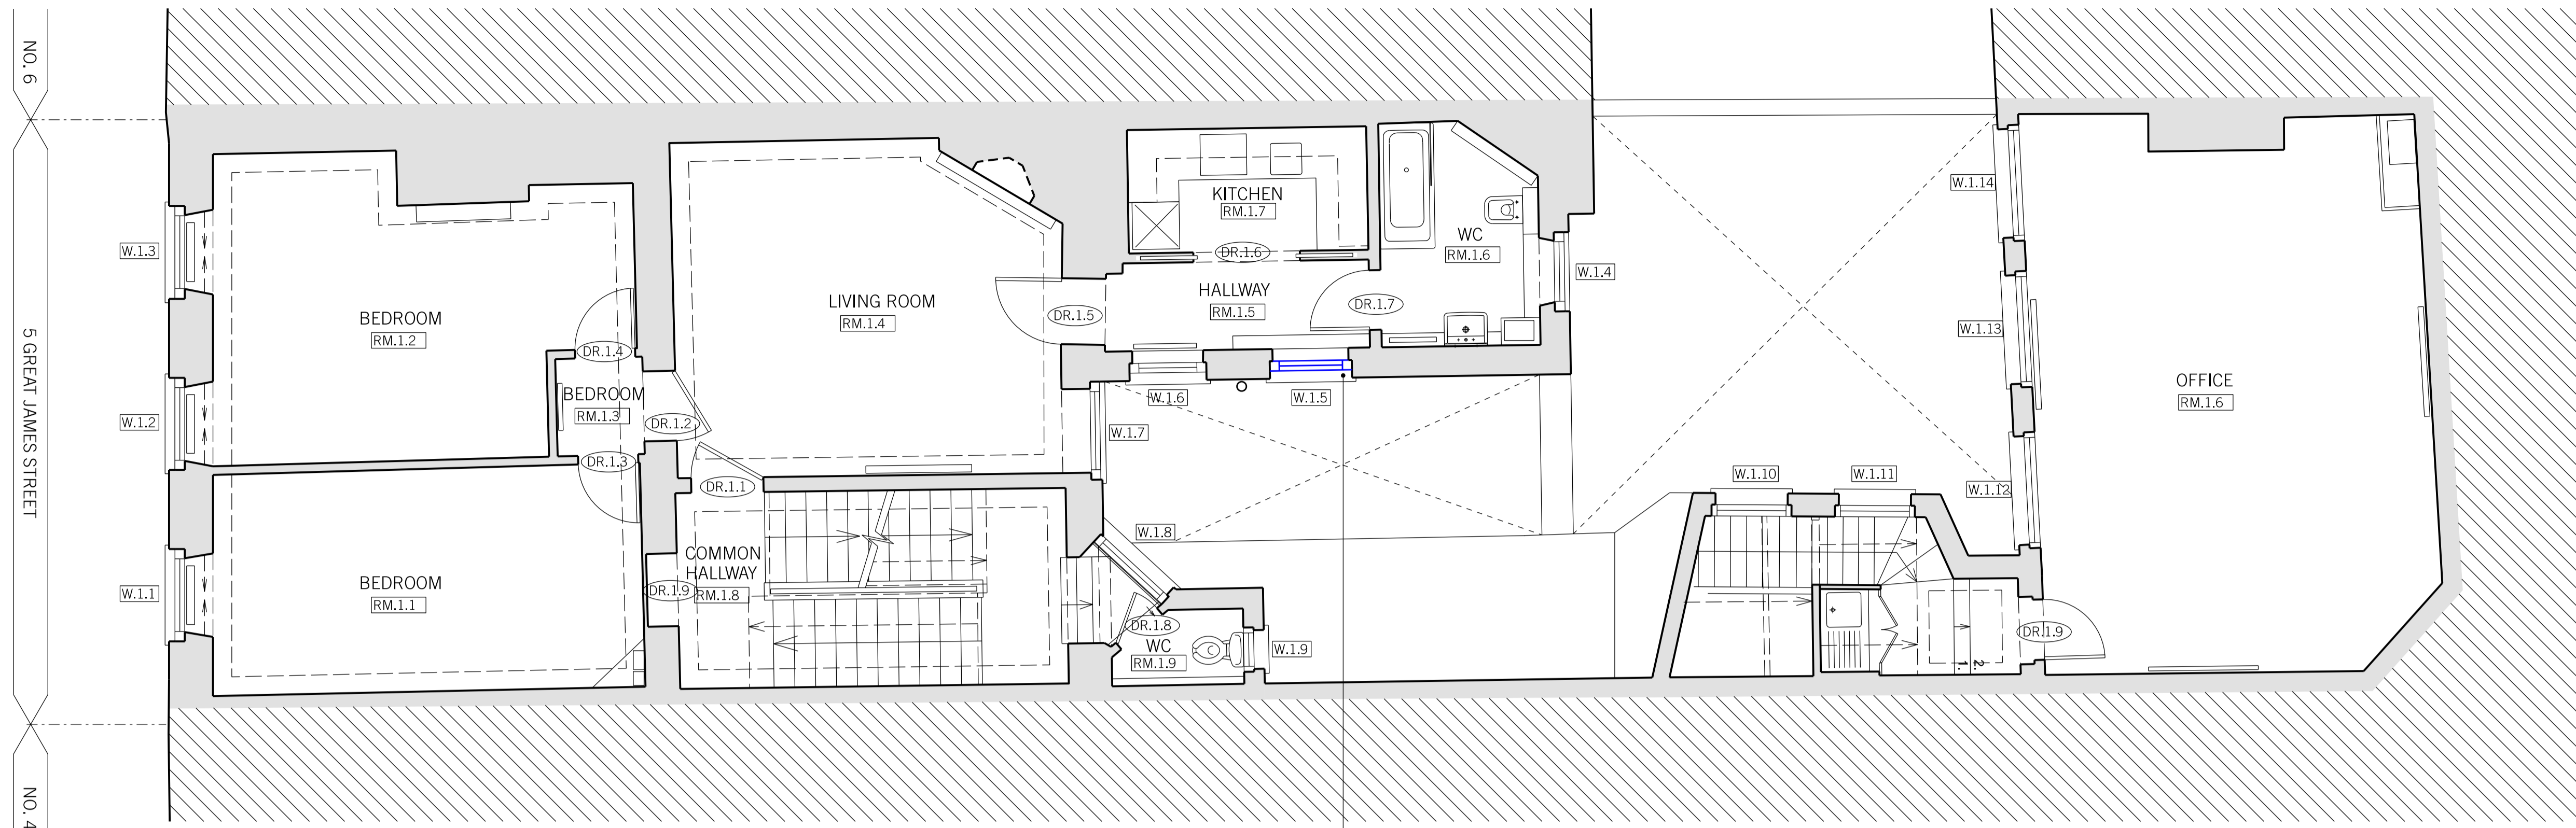 NO. 6
5 GREAT JAMES STREET
NO. 4
W.1.3
W.1.2
W.1.1
BEDROOM
RM.1.2
DR.1.4
BEDROOM
RM.1.3
DR.1.2
DR.1.3
BEDROOM
RM.1.1
LIVING ROOM
RM.1.4
DR.1.1
COMMON
HALLWAY
DR.1.9
RM.1.8
KITCHEN
RM.1.7
DR.1.6
HALLWAY
RM.1.5
DR.1.5
DR.1.7
WC
RM.1.6
W.1.4
W.1.6
W.1.5
W.1.7
W.1.8
DR.1.8
WC
RM.1.9
W.1.9
W.1.10
W.1.11
W.1.14
W.1.13
W.1.12
OFFICE
RM.1.6
DR.1.9
2.
1.